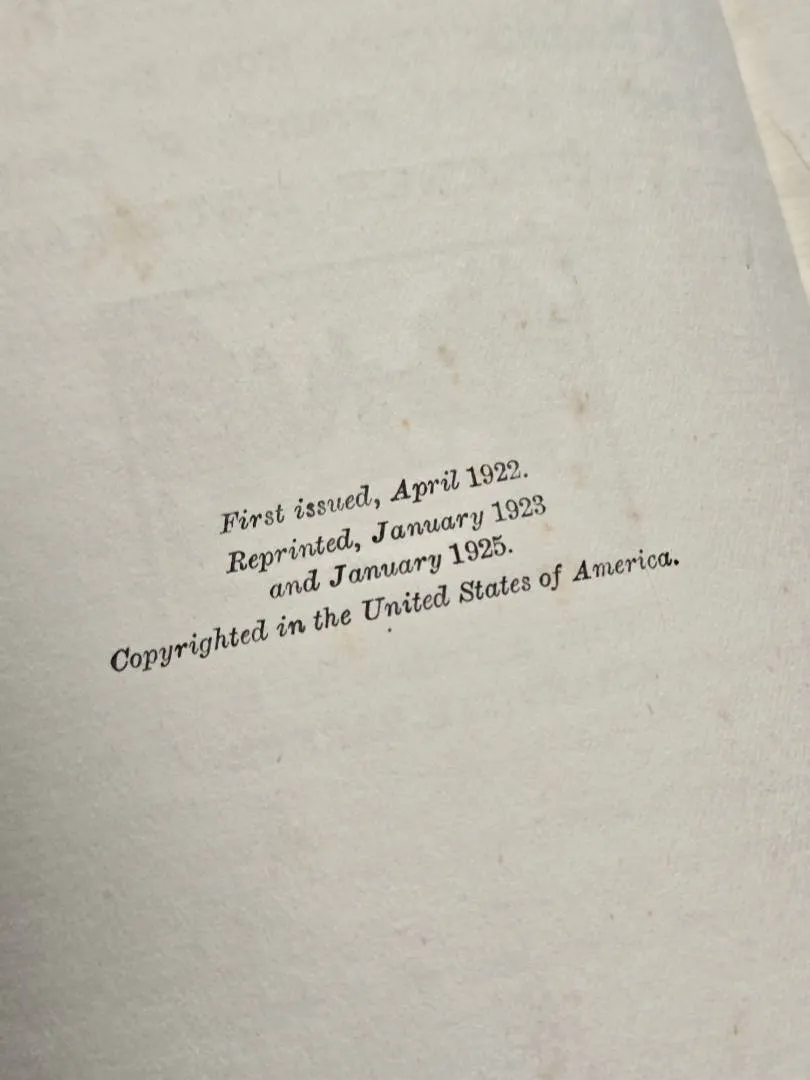 First issued, April 1922.
Reprinted, January 1923
and January 1925.
Copyrighted in the United States of America.